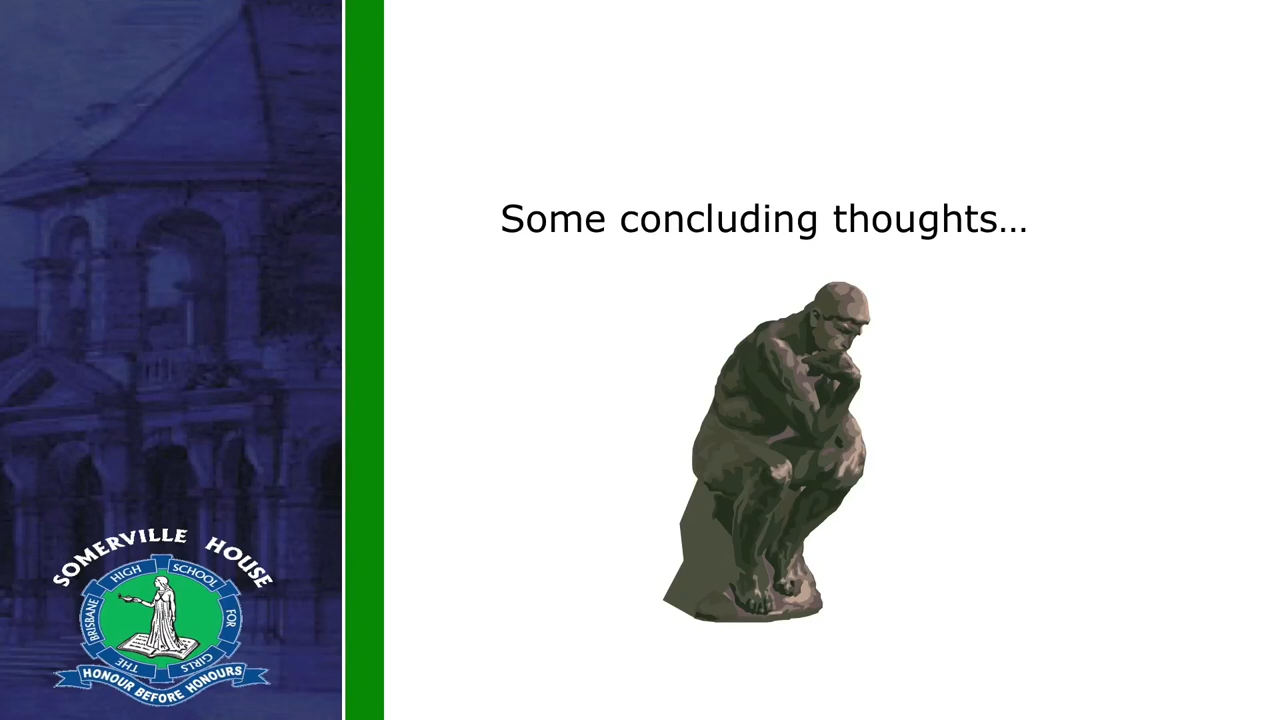 Some concluding thoughts…
SOMERVILLE HOUSE
THE BRISBANE HIGH SCHOOL FOR GIRLS
HONOUR BEFORE HONOURS